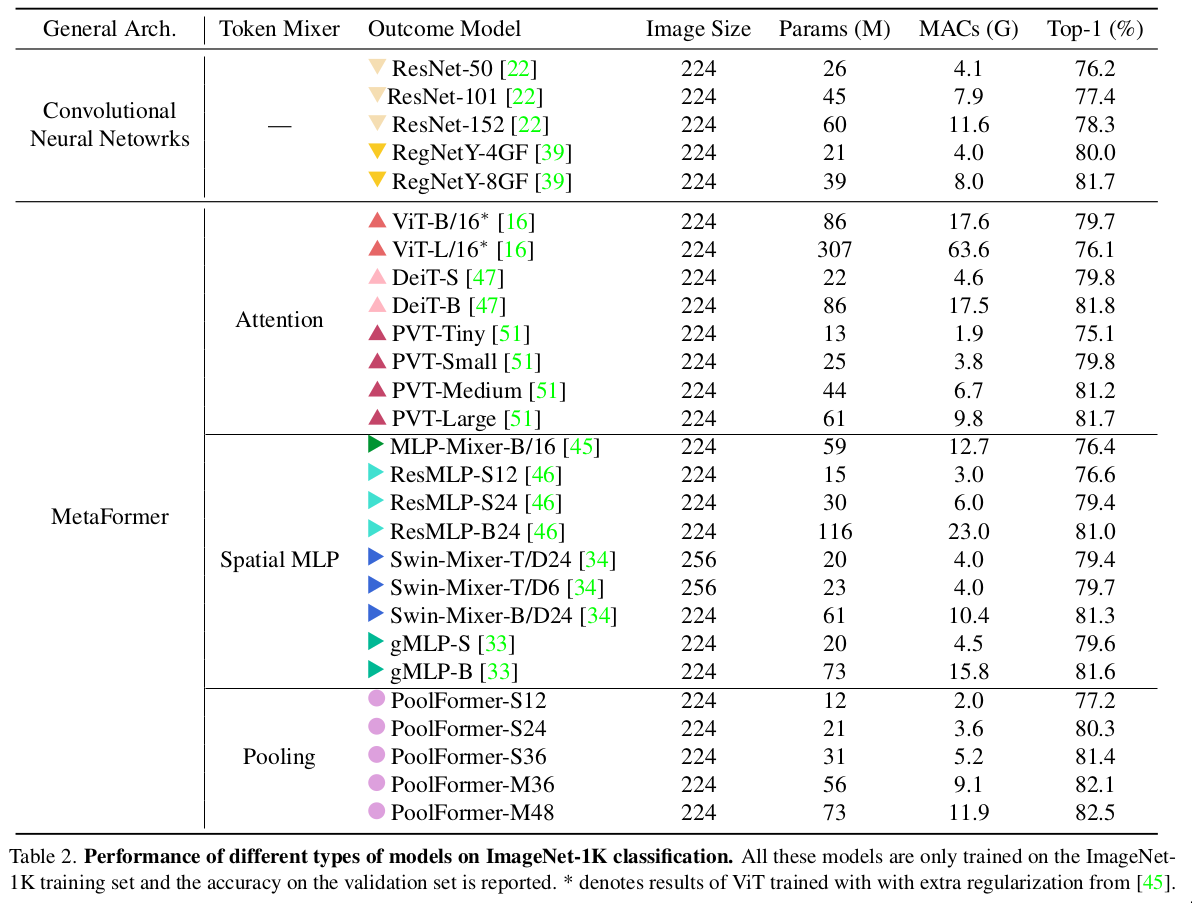 General Arch. Token Mixer Outcome Model Image Size Params (M) MACs (G) Top-1 (%)
Convolutional
Neural Netowrks
—
ResNet-50 [22] 224 26 4.1 76.2
ResNet-101 [22] 224 45 7.9 77.4
ResNet-152 [22] 224 60 11.6 78.3
RegNetY-4GF [39] 224 21 4.0 80.0
RegNetY-8GF [39] 224 39 8.0 81.7
MetaFormer
Attention
ViT-B/16* [16] 224 86 17.6 79.7
ViT-L/16* [16] 224 307 63.6 76.1
DeiT-S [47] 224 22 4.6 79.8
DeiT-B [47] 224 86 17.5 81.8
PVT-Tiny [51] 224 13 1.9 75.1
PVT-Small [51] 224 25 3.8 79.8
PVT-Medium [51] 224 44 6.7 81.2
PVT-Large [51] 224 61 9.8 81.7
Spatial MLP
MLP-Mixer-B/16 [45] 224 59 12.7 76.4
ResMLP-S12 [46] 224 15 3.0 76.6
ResMLP-S24 [46] 224 30 6.0 79.4
ResMLP-B24 [46] 224 116 23.0 81.0
Swin-Mixer-T/D24 [34] 256 20 4.0 79.4
Swin-Mixer-T/D6 [34] 256 23 4.0 79.7
Swin-Mixer-B/D24 [34] 224 61 10.4 81.3
gMLP-S [33] 224 20 4.5 79.6
gMLP-B [33] 224 73 15.8 81.6
Pooling
PoolFormer-S12 224 12 2.0 77.2
PoolFormer-S24 224 21 3.6 80.3
PoolFormer-S36 224 31 5.2 81.4
PoolFormer-M36 224 56 9.1 82.1
PoolFormer-M48 224 73 11.9 82.5
Table 2. Performance of different types of models on ImageNet-1K classification. All these models are only trained on the ImageNet-
1K training set and the accuracy on the validation set is reported. * denotes results of ViT trained with with extra regularization from [45].